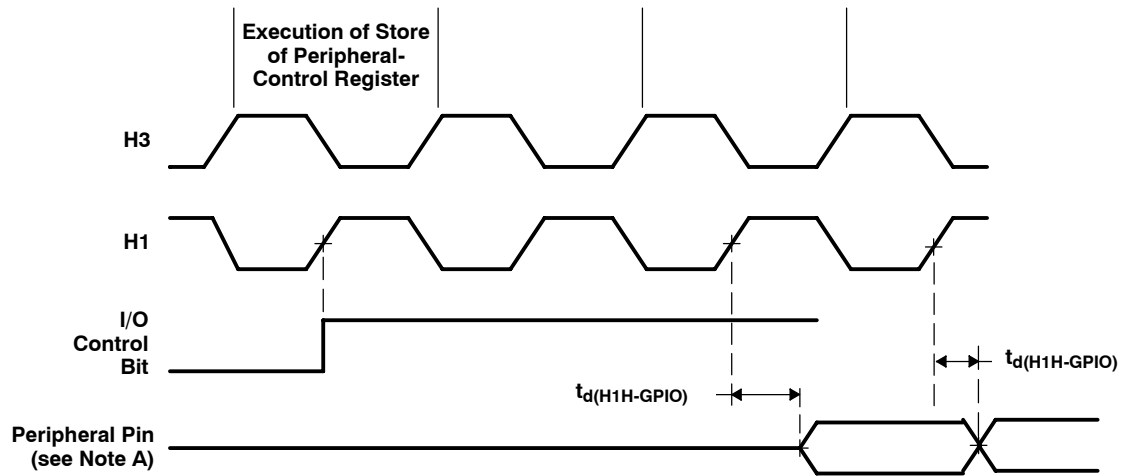 Execution of Store
of Peripheral-
Control Register
H3
H1
I/O
Control
Bit
td(H1H-GPIO)
td(H1H-GPIO)
Peripheral Pin
(see Note A)